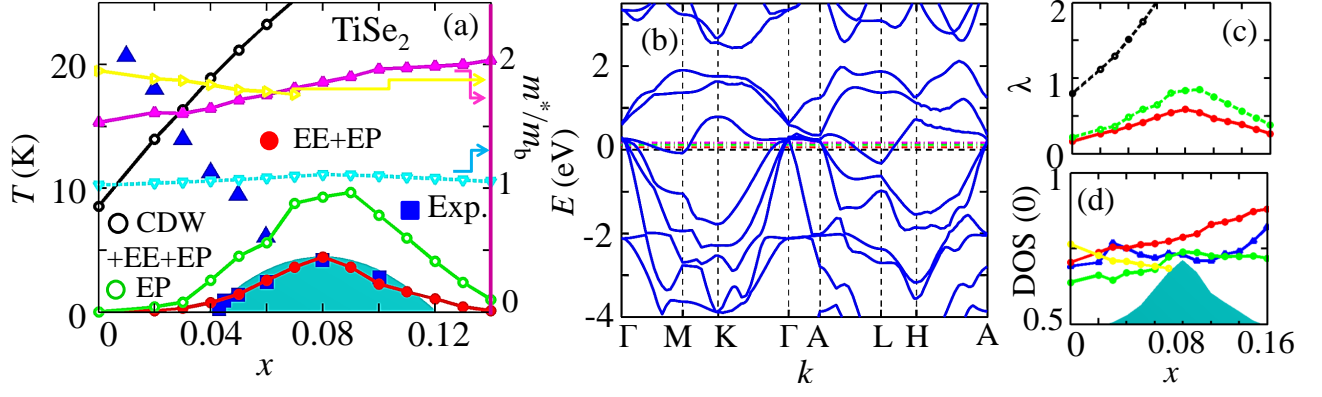 TiSe2 (a)
20
10
0
T (K)
EE+EP
Exp.
CDW
+EE+EP
EP
2
1
0
m*/mb
0 0.04 0.08 0.12
x
(b)
2
0
-2
-4
E (eV)
Γ M K Γ A L H A
k
(c)
2
1
0
λ
(d)
1
0.5
DOS (0)
0 0.08 0.16
x